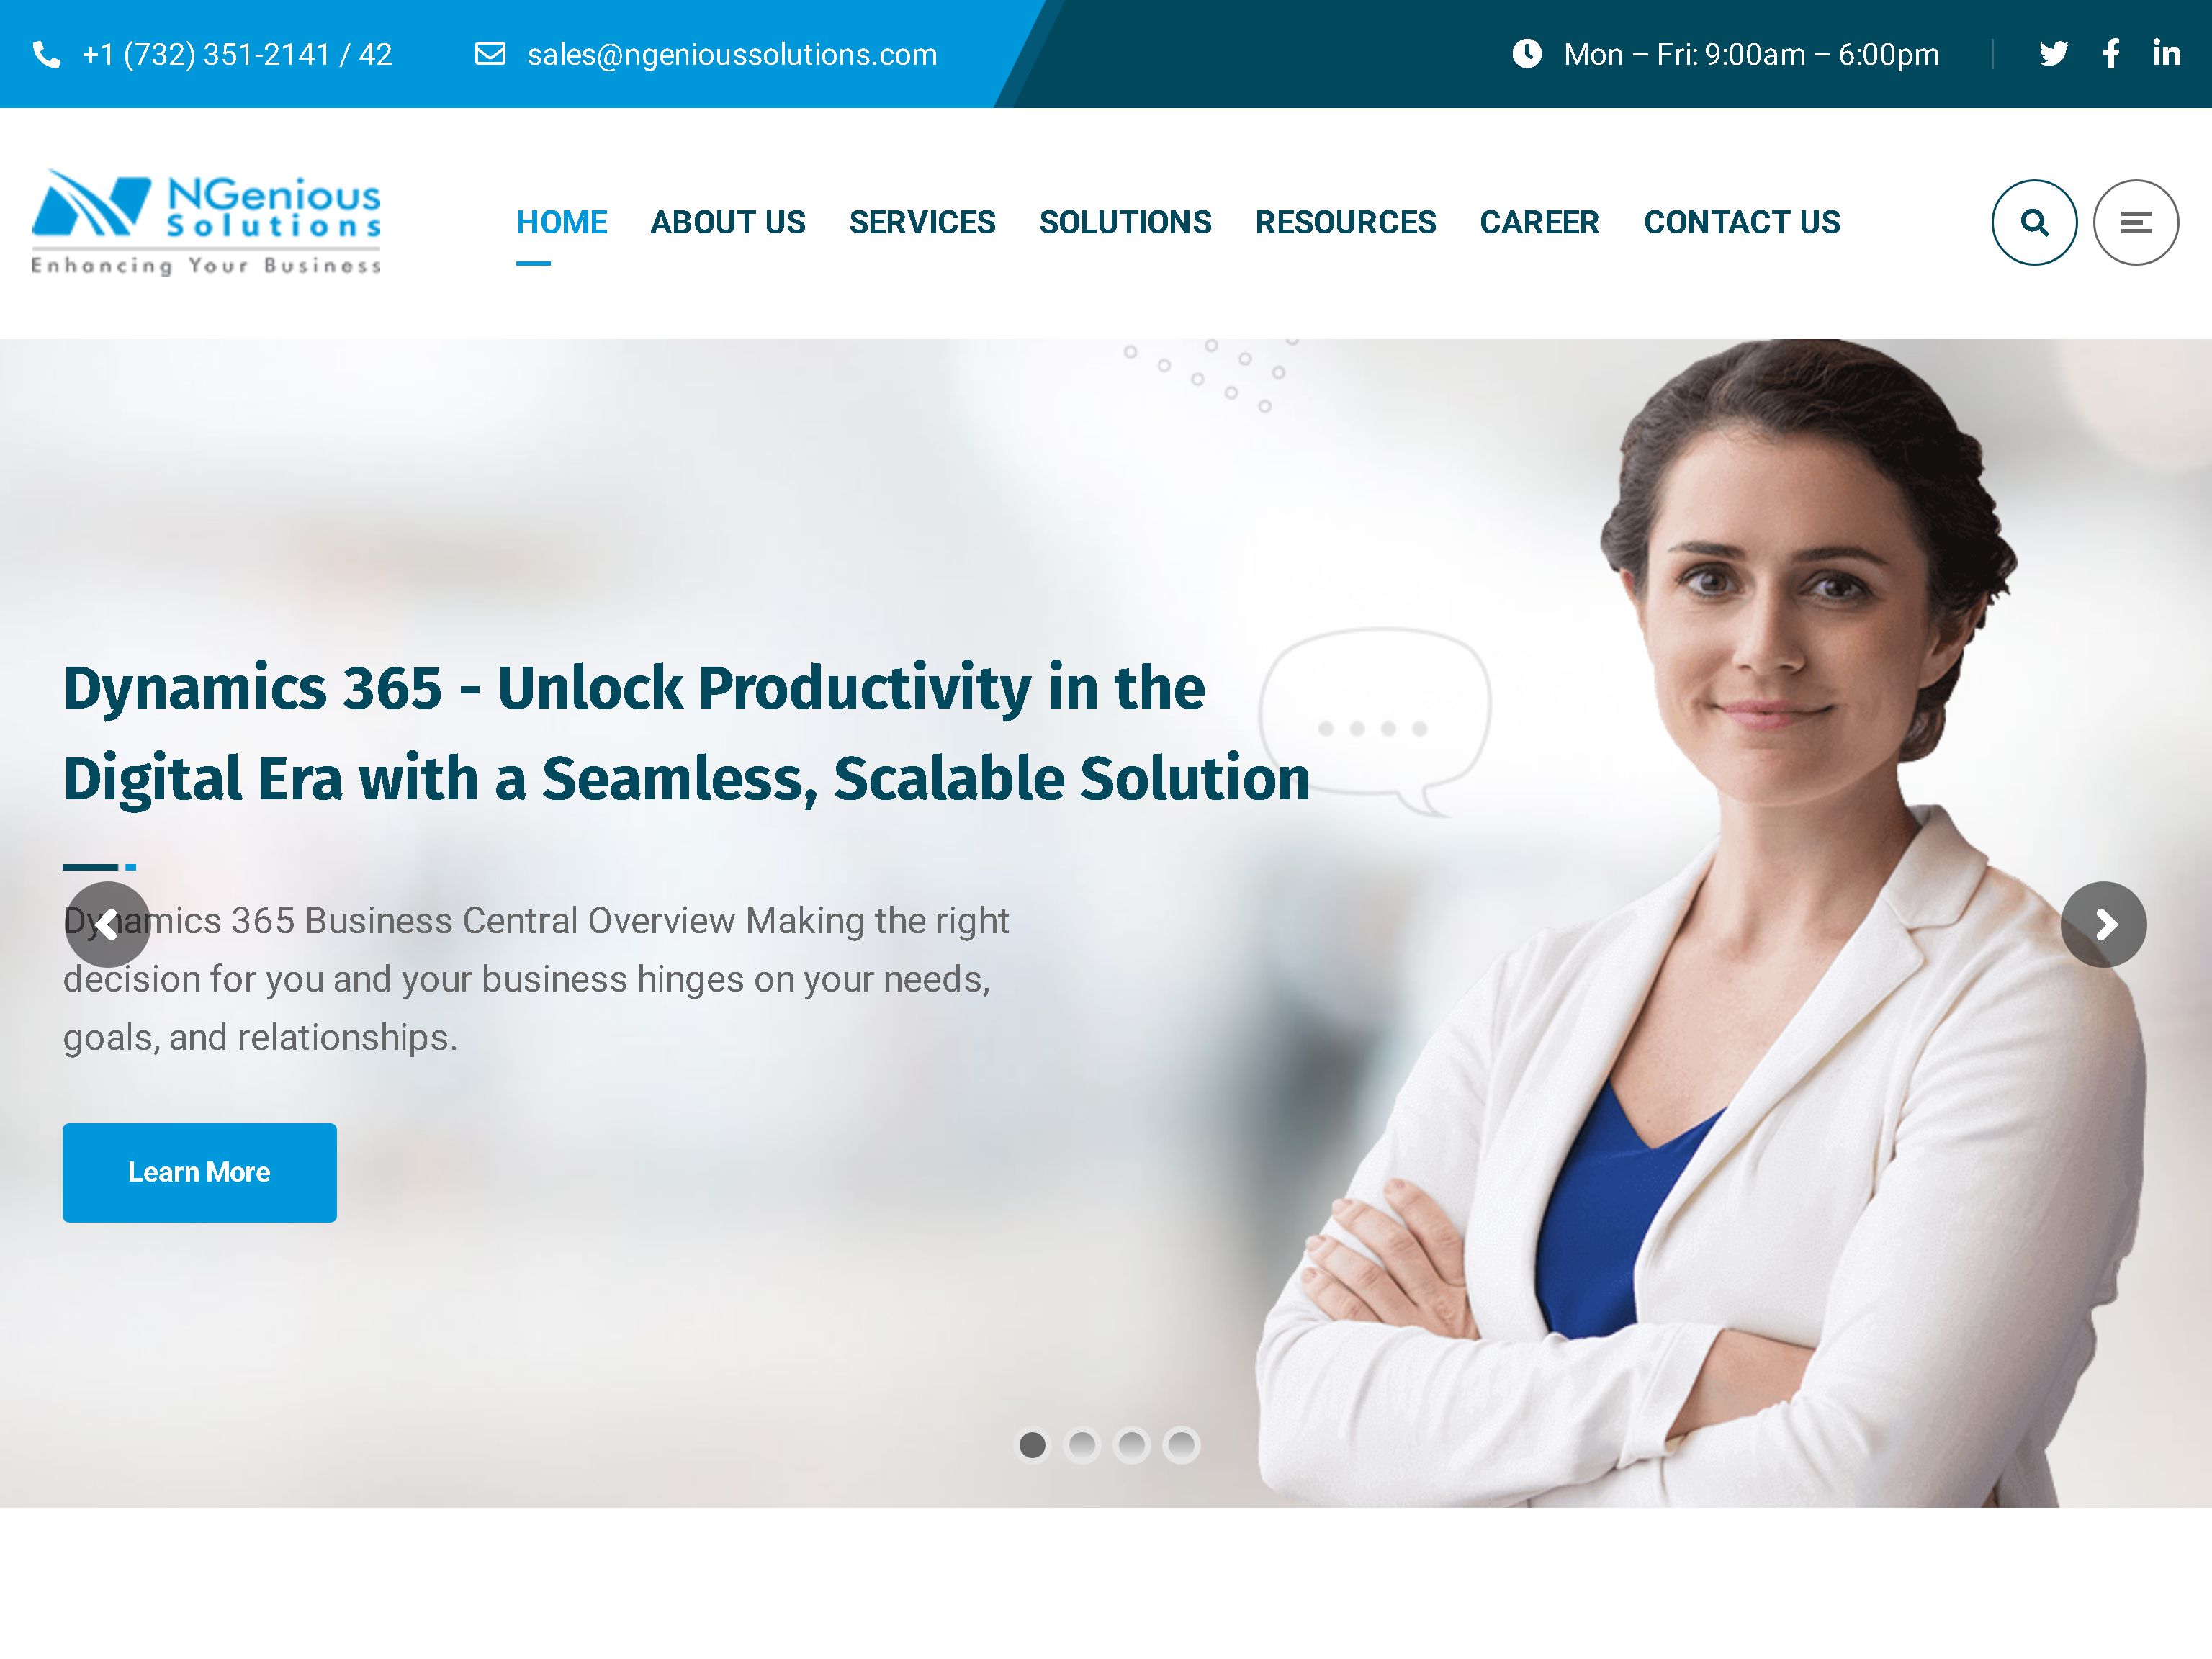 +1 (732) 351-2141 / 42
sales@ngenioussolutions.com
Mon – Fri: 9:00am – 6:00pm
NGenious
Solutions
Enhancing Your Business
HOME
ABOUT US
SERVICES
SOLUTIONS
RESOURCES
CAREER
CONTACT US
Dynamics 365 - Unlock Productivity in the
Digital Era with a Seamless, Scalable Solution
Dynamics 365 Business Central Overview Making the right
decision for you and your business hinges on your needs,
goals, and relationships.
Learn More